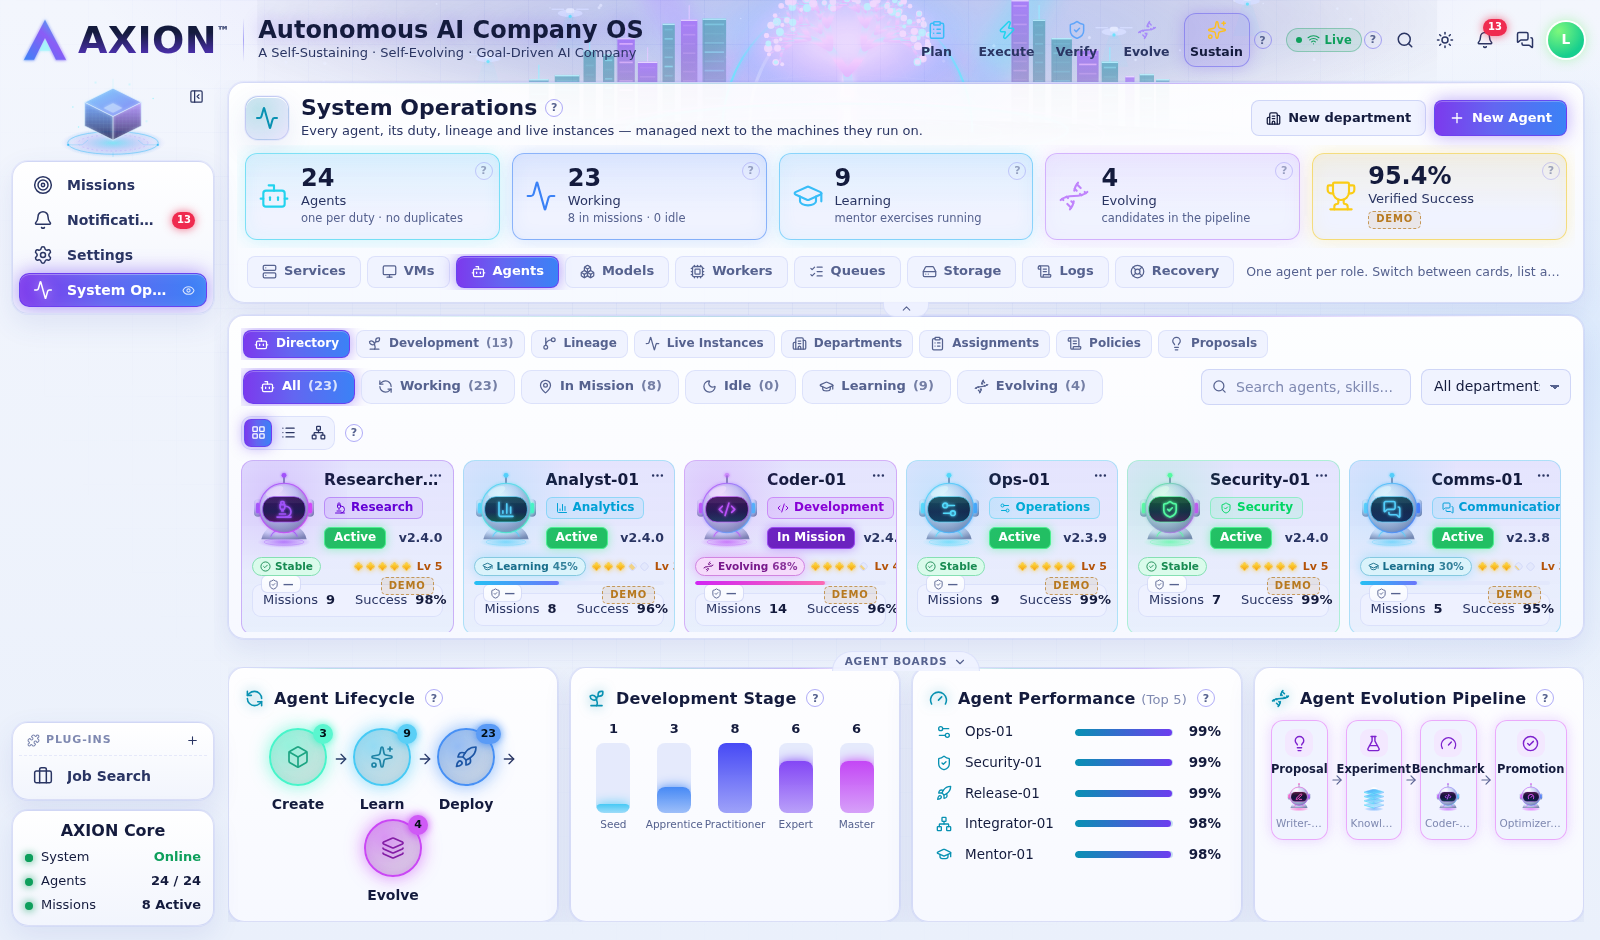 AXION™
Autonomous AI Company OS
A Self-Sustaining · Self-Evolving · Goal-Driven AI Company
Plan
Execute
Verify
Evolve
Sustain
?
Live
?
13
L
System Operations ?
Every agent, its duty, lineage and live instances — managed next to the machines they run on.
New department
+ New Agent
24
Agents
one per duty · no duplicates
?
23
Working
8 in missions · 0 idle
?
9
Learning
mentor exercises running
?
4
Evolving
candidates in the pipeline
?
95.4%
Verified Success
DEMO
?
Services
VMs
Agents
Models
Workers
Queues
Storage
Logs
Recovery
One agent per role. Switch between cards, list a...
Missions
Notificati...
13
Settings
System Op...
PLUG-INS +
Job Search
AXION Core
System Online
Agents 24 / 24
Missions 8 Active
Directory
Development (13)
Lineage
Live Instances
Departments
Assignments
Policies
Proposals
All (23)
Working (23)
In Mission (8)
Idle (0)
Learning (9)
Evolving (4)
Search agents, skills...
All department
?
Researcher...
...
Research
Active v2.4.0
Stable Lv 5
—
DEMO
Missions 9 Success 98%
Analyst-01
...
Analytics
Active v2.4.0
Learning 45% Lv
—
DEMO
Missions 8 Success 96%
Coder-01
...
</> Development
</>
In Mission v2.4.
Evolving 68% Lv 4
—
DEMO
Missions 14 Success 96%
Ops-01
...
Operations
Active v2.3.9
Stable Lv 5
—
DEMO
Missions 9 Success 99%
Security-01
...
Security
Active v2.4.0
Stable Lv 5
—
DEMO
Missions 7 Success 99%
Comms-01
...
Communication
Active v2.3.8
Learning 30% Lv
—
DEMO
Missions 5 Success 95%
AGENT BOARDS
Agent Lifecycle ?
3
Create
9
Learn
23
Deploy
4
Evolve
Development Stage ?
1 3 8 6 6
Seed Apprentice Practitioner Expert Master
Agent Performance (Top 5) ?
Ops-01 99%
Security-01 99%
Release-01 99%
Integrator-01 98%
Mentor-01 98%
Agent Evolution Pipeline ?
Proposal Experiment Benchmark Promotion
Writer-... Knowl... Coder-... Optimizer...